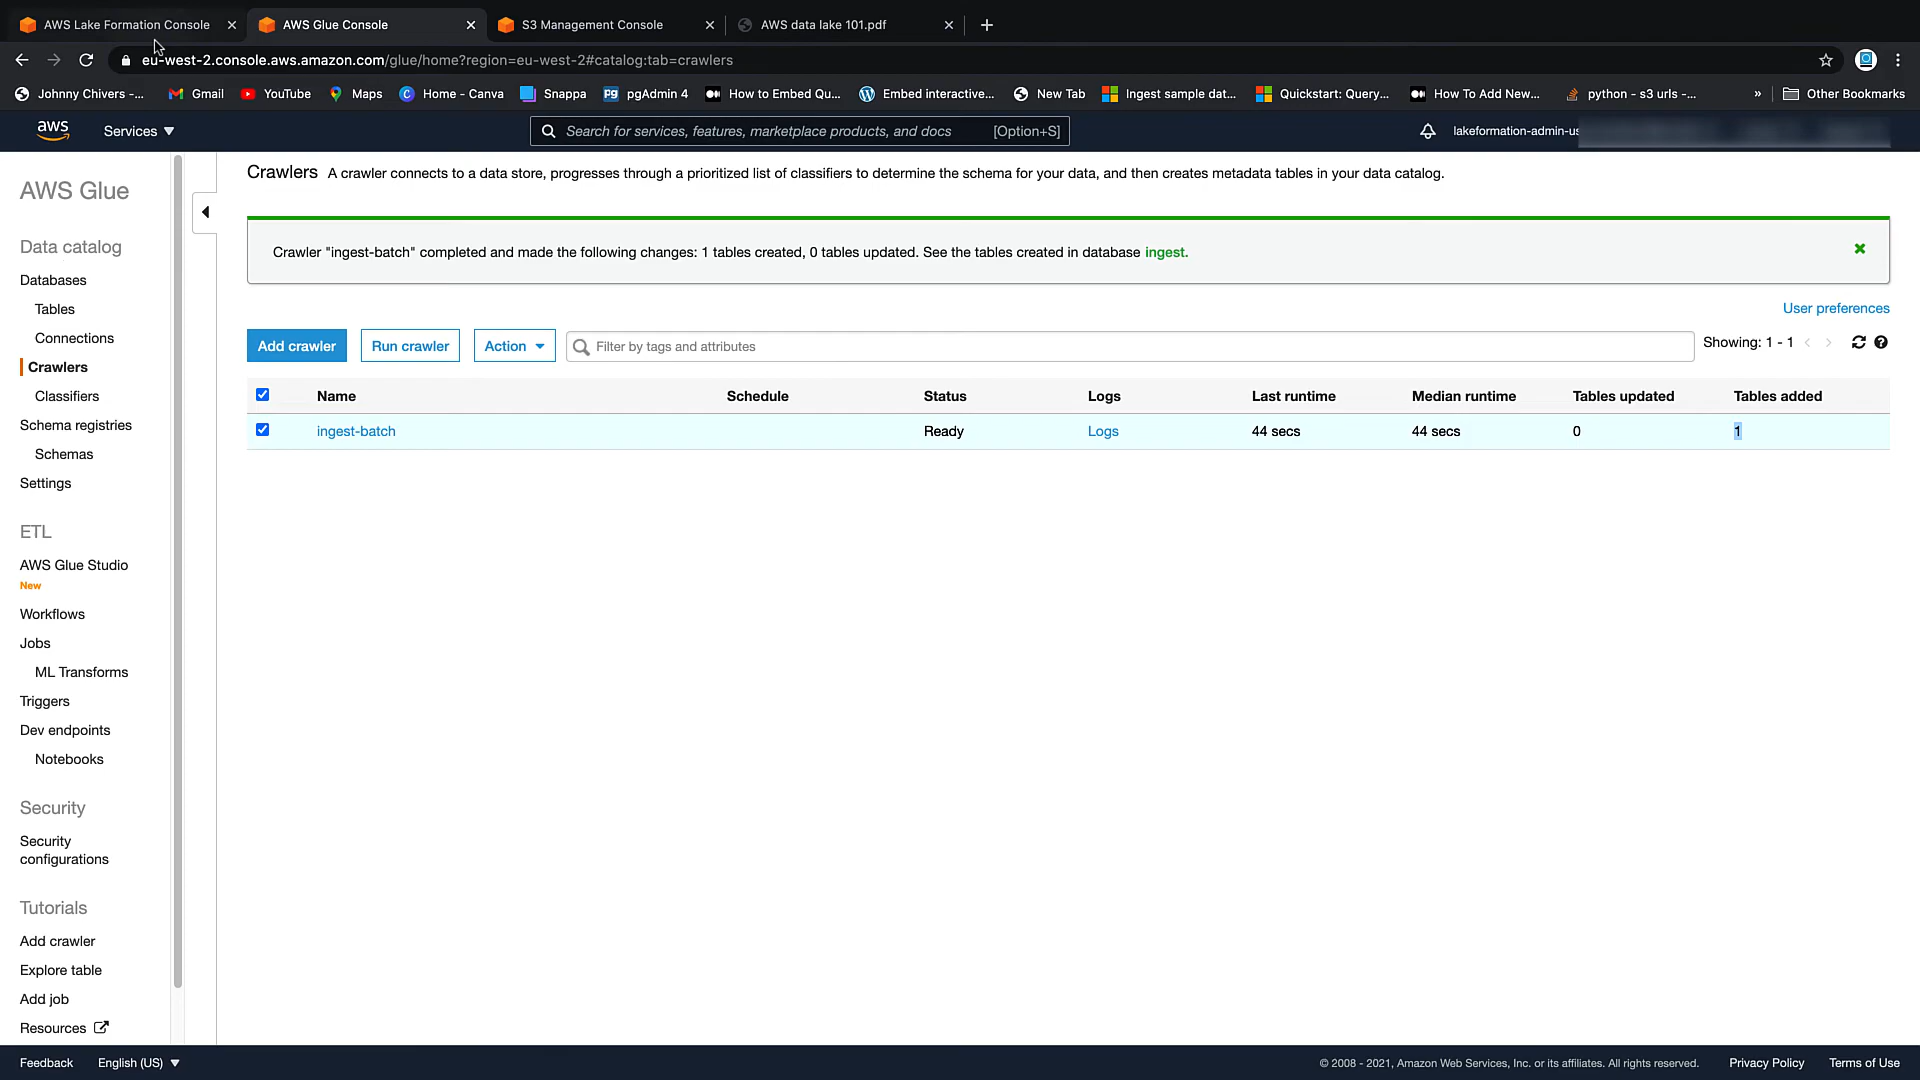 AWS Lake Formation Console
AWS Glue Console
S3 Management Console
AWS data lake 101.pdf
eu-west-2.console.aws.amazon.com/glue/home?region=eu-west-2#catalog:tab=crawlers
Johnny Chivers -...
Gmail
YouTube
Maps
Home - Canva
Snappa
pgAdmin 4
How to Embed Qu...
Embed interactive...
New Tab
Ingest sample dat...
Quickstart: Query...
How To Add New...
python - s3 urls -...
»
Other Bookmarks
aws
Services
Search for services, features, marketplace products, and docs
[Option+S]
lakeformation-admin-us
AWS Glue
Data catalog
Databases
Tables
Connections
Crawlers
Classifiers
Schema registries
Schemas
Settings
ETL
AWS Glue Studio
New
Workflows
Jobs
ML Transforms
Triggers
Dev endpoints
Notebooks
Security
Security
configurations
Tutorials
Add crawler
Explore table
Add job
Resources
Crawlers A crawler connects to a data store, progresses through a prioritized list of classifiers to determine the schema for your data, and then creates metadata tables in your data catalog.
Crawler "ingest-batch" completed and made the following changes: 1 tables created, 0 tables updated. See the tables created in database ingest.
User preferences
Add crawler
Run crawler
Action
Filter by tags and attributes
Showing: 1 - 1
Name Schedule Status Logs Last runtime Median runtime Tables updated Tables added
ingest-batch Ready Logs 44 secs 44 secs 0 1
Feedback
English (US)
© 2008 - 2021, Amazon Web Services, Inc. or its affiliates. All rights reserved.
Privacy Policy
Terms of Use